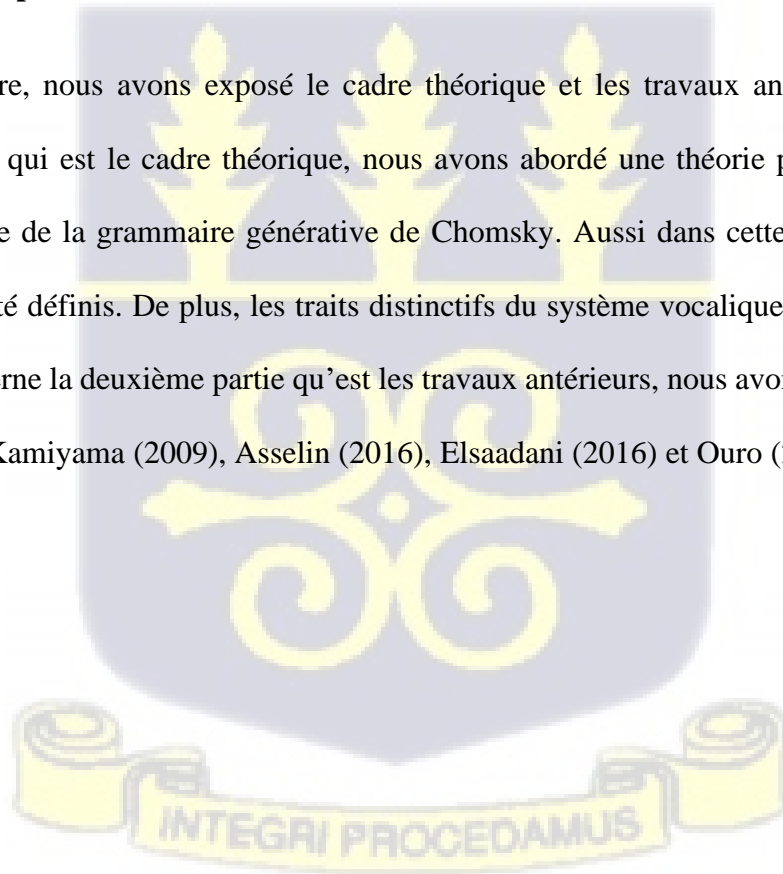 re, nous avons exposé le cadre théorique et les travaux an
qui est le cadre théorique, nous avons abordé une théorie p
e de la grammaire générative de Chomsky. Aussi dans cette
té définis. De plus, les traits distinctifs du système vocalique
erne la deuxième partie qu'est les travaux antérieurs, nous avo
Kamiyama (2009), Asselin (2016), Elsaadani (2016) et Ouro (
INTEGRI PROCEDAMUS